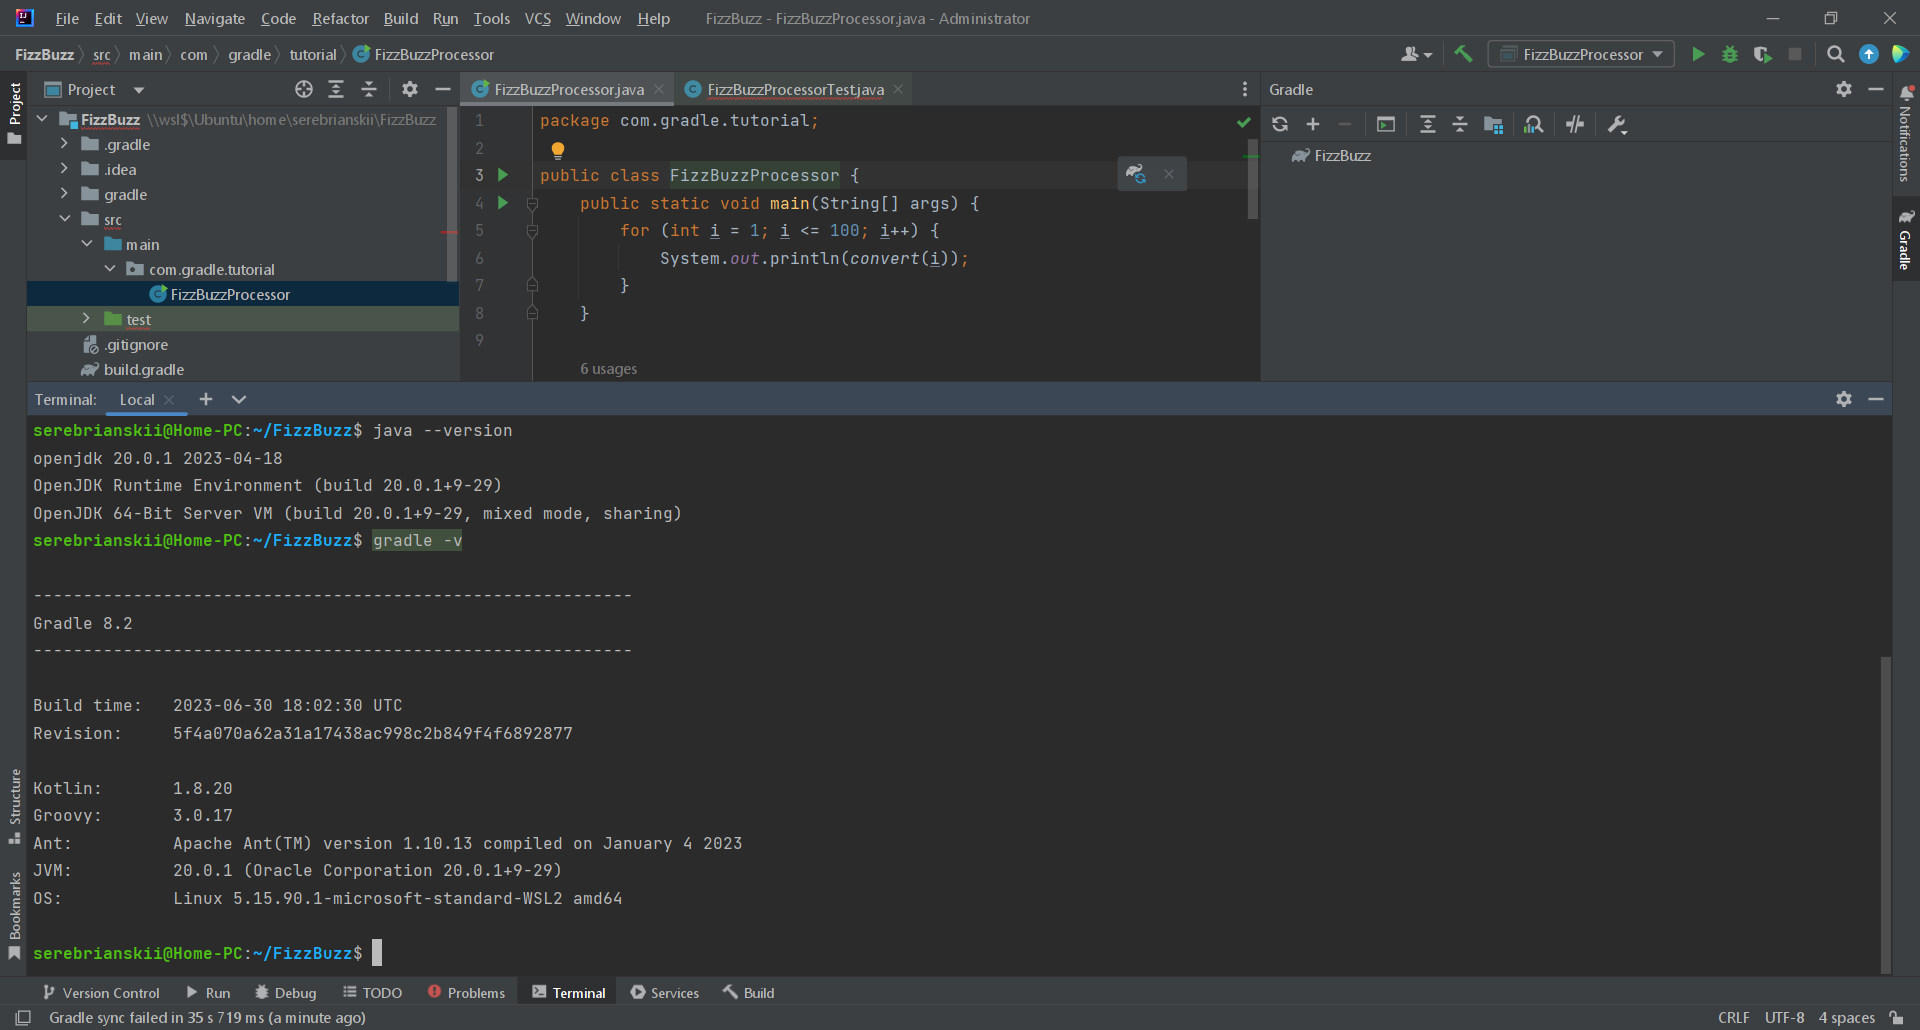 File Edit View Navigate Code Refactor Build Run Tools VCS Window Help FizzBuzz - FizzBuzzProcessor.java - Administrator
FizzBuzz src main com gradle tutorial FizzBuzzProcessor FizzBuzzProcessor
Project
FizzBuzzProcessor.java FizzBuzzProcessorTest.java
Gradle
Project
Notifications
Gradle
Structure
Bookmarks
FizzBuzz \\wsl$\Ubuntu\home\serebrianskii\FizzBuzz
.gradle
.idea
gradle
src
main
com.gradle.tutorial
FizzBuzzProcessor
test
.gitignore
build.gradle
1 package com.gradle.tutorial;
2
3 public class FizzBuzzProcessor {
4 public static void main(String[] args) {
5 for (int i = 1; i <= 100; i++) {
6 System.out.println(convert(i));
7 }
8 }
9
6 usages
FizzBuzz
Terminal: Local
serebrianskii@Home-PC:~/FizzBuzz$ java --version
openjdk 20.0.1 2023-04-18
OpenJDK Runtime Environment (build 20.0.1+9-29)
OpenJDK 64-Bit Server VM (build 20.0.1+9-29, mixed mode, sharing)
serebrianskii@Home-PC:~/FizzBuzz$ gradle -v
------------------------------------------------------------
Gradle 8.2
------------------------------------------------------------
Build time: 2023-06-30 18:02:30 UTC
Revision: 5f4a070a62a31a17438ac998c2b849f4f6892877
Kotlin: 1.8.20
Groovy: 3.0.17
Ant: Apache Ant(TM) version 1.10.13 compiled on January 4 2023
JVM: 20.0.1 (Oracle Corporation 20.0.1+9-29)
OS: Linux 5.15.90.1-microsoft-standard-WSL2 amd64
serebrianskii@Home-PC:~/FizzBuzz$
Version Control Run Debug TODO Problems Terminal Services Build
Gradle sync failed in 35 s 719 ms (a minute ago) CRLF UTF-8 4 spaces